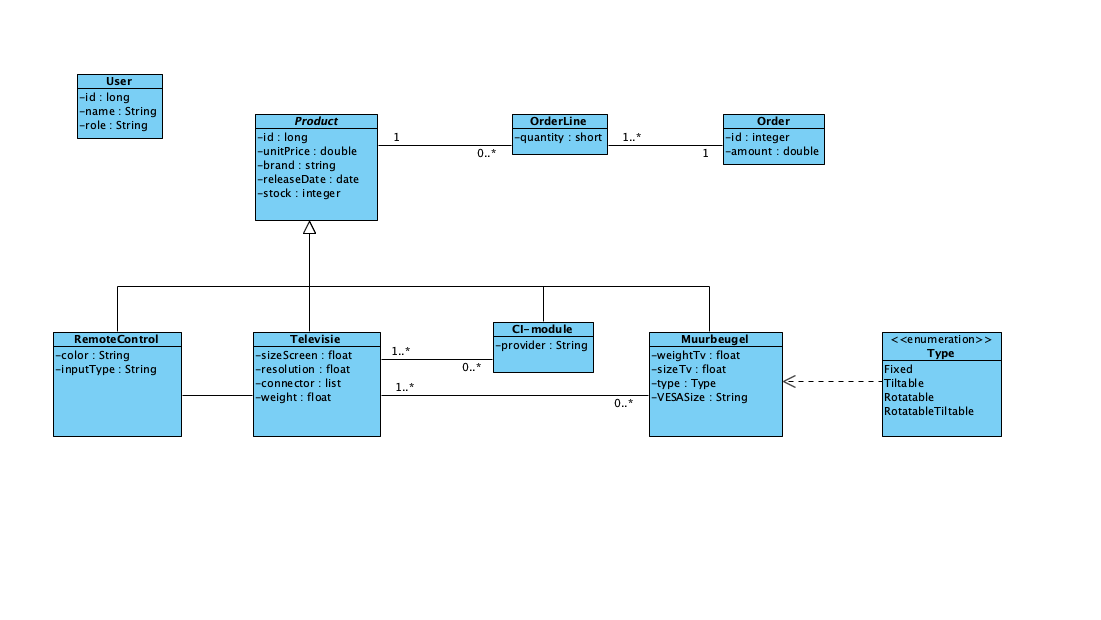 User
-id : long
-name : String
-role : String
Product
-id : long
-unitPrice : double
-brand : string
-releaseDate : date
-stock : integer
1
0..*
OrderLine
-quantity : short
1..*
1
Order
-id : integer
-amount : double
RemoteControl
-color : String
-inputType : String
Televisie
-sizeScreen : float
-resolution : float
-connector : list
-weight : float
1..*
0..*
1..*
0..*
CI-module
-provider : String
Muurbeugel
-weightTv : float
-sizeTv : float
-type : Type
-VESASize : String
<<enumeration>>
Type
Fixed
Tiltable
Rotatable
RotatableTiltable